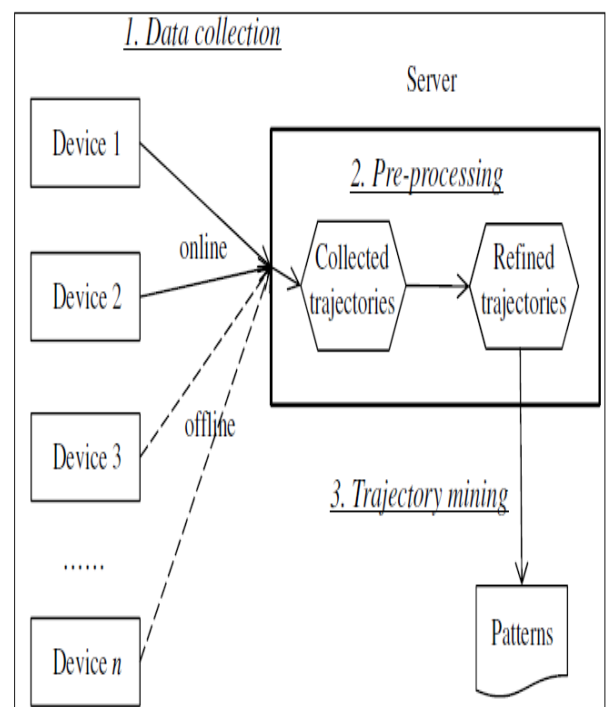 1. Data collection
Server
Device 1
2. Pre-processing
online
Collected
trajectories
Refined
trajectories
Device 2
offline
Device 3
3. Trajectory mining
......
Patterns
Device n